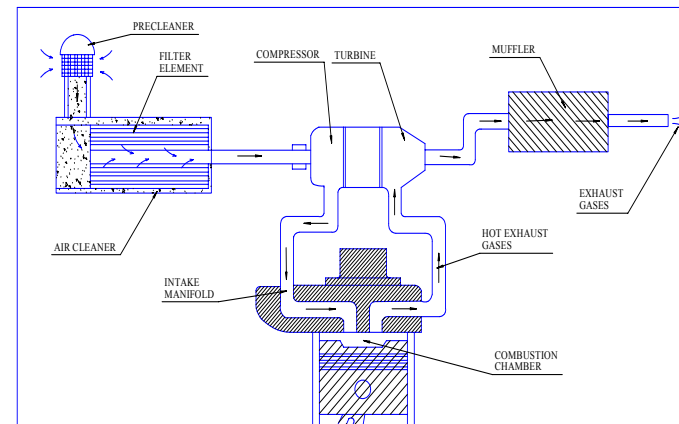 PRECLEANER
FILTER
ELEMENT
COMPRESSOR
TURBINE
MUFFLER
EXHAUST
GASES
AIR CLEANER
HOT EXHAUST
GASES
INTAKE
MANIFOLD
COMBUSTION
CHAMBER